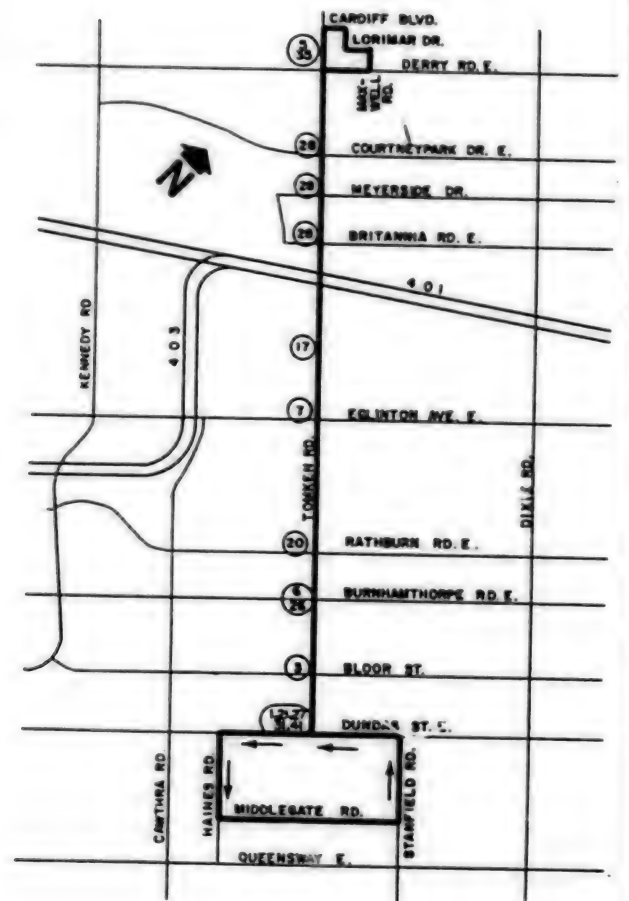 CARDIFF BLVD.
LORIMAR DR.
5
35
DERRY RD. E.
MAX-
WELL
RD.
28
COURTNEYPARK DR. E.
N
28
MEYERSIDE DR.
28
BRITANNIA RD. E.
401
KENNEDY RD
403
17
7
EGLINTON AVE. E.
TOMKEN RD.
DIXIE RD.
20
RATHBURN RD. E.
6
26
BURNHAMTHORPE RD. E.
3
BLOOR ST.
DUNDAS ST. E.
CAWTHRA RD.
HAINES RD
MIDDLEGATE RD.
STANFIELD RD.
QUEENSWAY E.